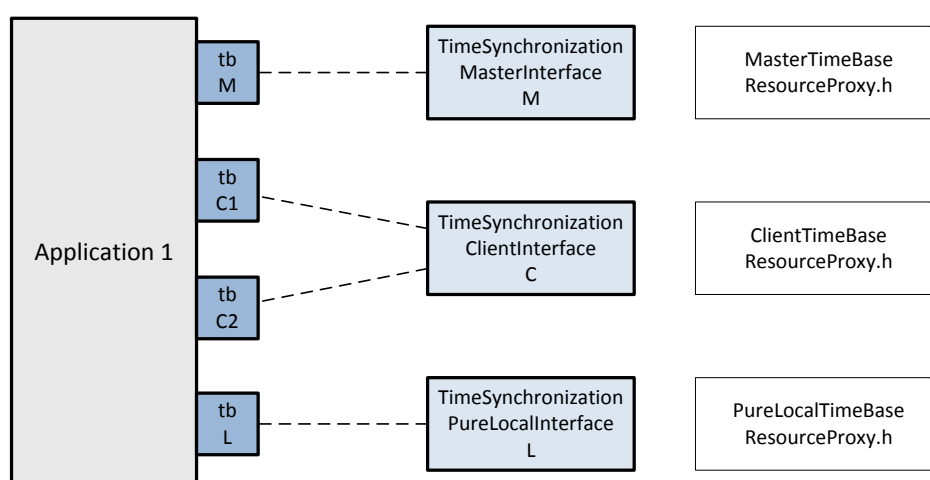 Application 1
tb
M
TimeSynchronization
MasterInterface
M
MasterTimeBase
ResourceProxy.h
tb
C1
tb
C2
TimeSynchronization
ClientInterface
C
ClientTimeBase
ResourceProxy.h
tb
L
TimeSynchronization
PureLocalInterface
L
PureLocalTimeBase
ResourceProxy.h